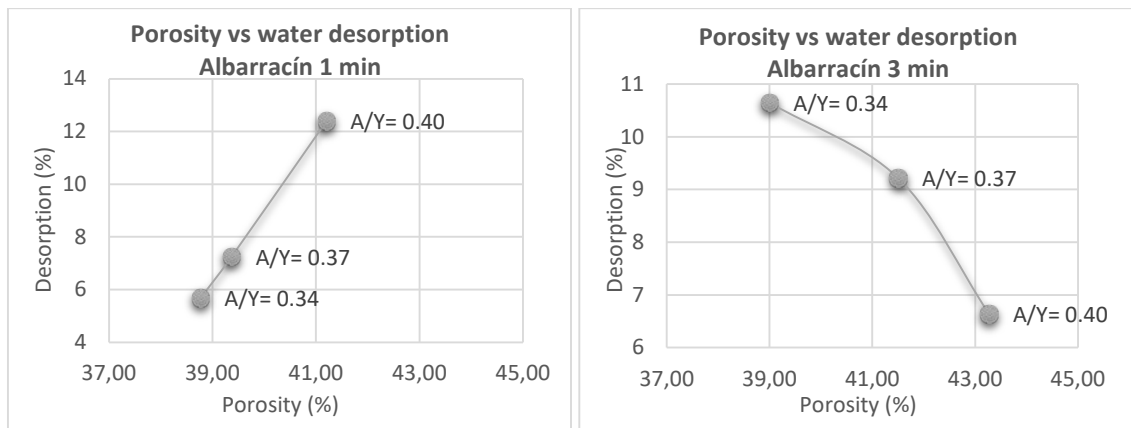 Porosity vs water desorption
Albarracín 1 min
14
12
10
8
6
4
Desorption (%)
A/Y= 0.40
A/Y= 0.37
A/Y= 0.34
37,00 39,00 41,00 43,00 45,00
Porosity (%)
Porosity vs water desorption
Albarracín 3 min
11
10
9
8
7
6
Desorption (%)
A/Y= 0.34
A/Y= 0.37
A/Y= 0.40
37,00 39,00 41,00 43,00 45,00
Porosity (%)